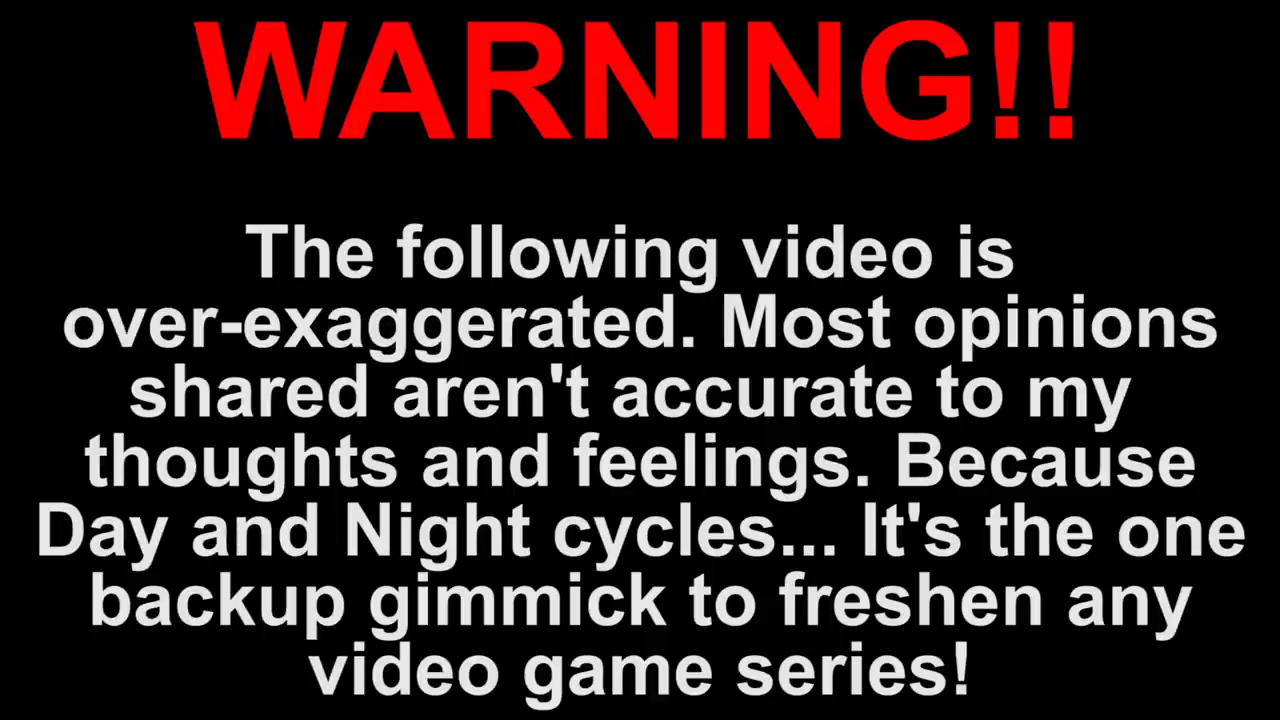 WARNING!!
The following video is
over-exaggerated. Most opinions
shared aren't accurate to my
thoughts and feelings. Because
Day and Night cycles... It's the one
backup gimmick to freshen any
video game series!